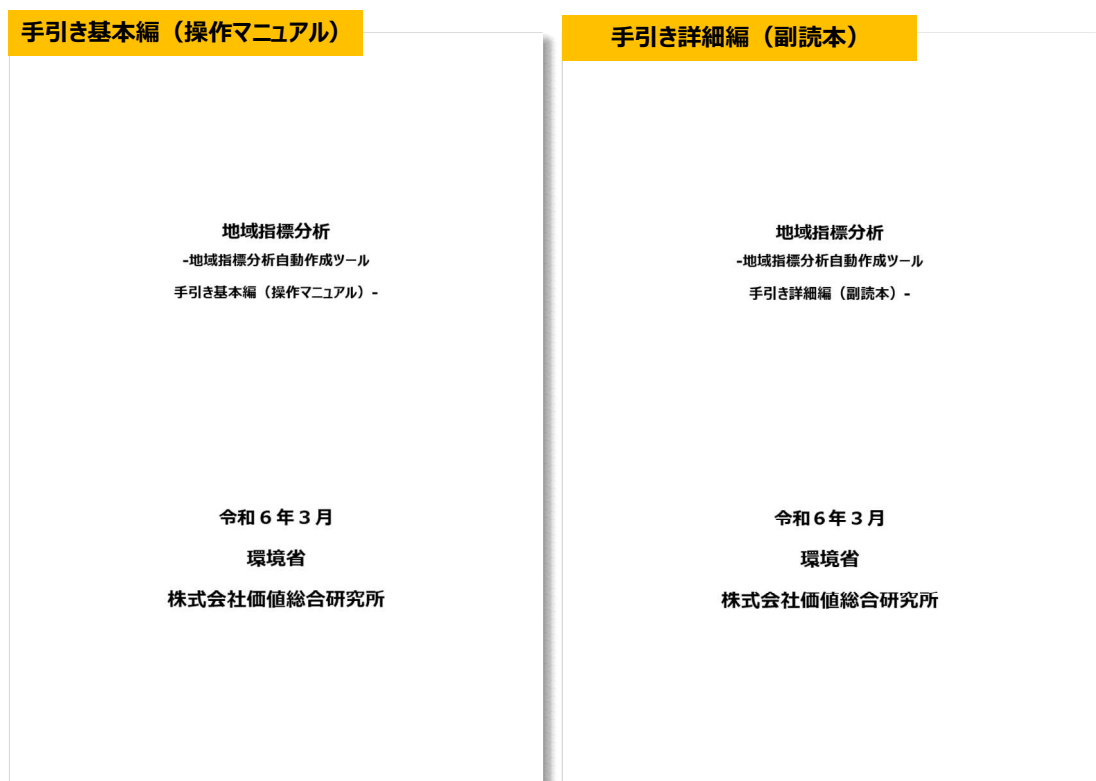 手引き基本編（操作マニュアル）
地域指標分析
-地域指標分析自動作成ツール
手引き基本編（操作マニュアル）-
令和６年３月
環境省
株式会社価値総合研究所
手引き詳細編（副読本）
地域指標分析
-地域指標分析自動作成ツール
手引き詳細編（副読本）-
令和６年３月
環境省
株式会社価値総合研究所